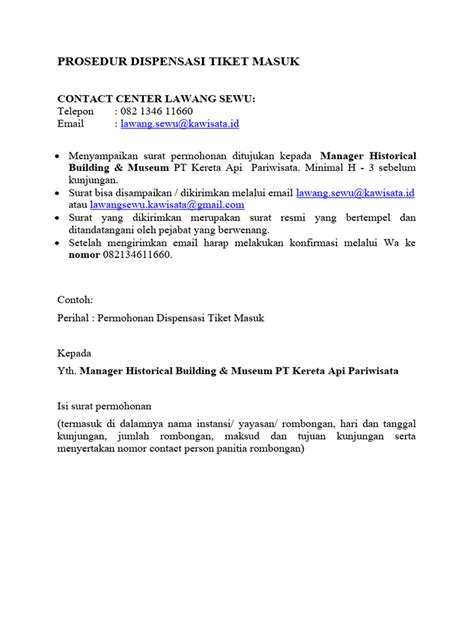 PROSEDUR DISPENSASI TIKET MASUK
CONTACT CENTER LAWANG SEWU:
Telepon : 082 1346 11660
Email : lawang.sewu@kawisata.id
• Menyampaikan surat permohonan ditujukan kepada Manager Historical
Building & Museum PT Kereta Api Pariwisata. Minimal H - 3 sebelum
kunjungan.
• Surat bisa disampaikan / dikirimkan melalui email lawang.sewu@kawisata.id
atau lawangsewu.kawisata@gmail.com
• Surat yang dikirimkan merupakan surat resmi yang bertempel dan
ditandatangani oleh pejabat yang berwenang.
• Setelah mengirimkan email harap melakukan konfirmasi melalui Wa ke
nomor 082134611660.
Contoh:
Perihal : Permohonan Dispensasi Tiket Masuk
Kepada
Yth. Manager Historical Building & Museum PT Kereta Api Pariwisata
Isi surat permohonan
(termasuk di dalamnya nama instansi/ yayasan/ rombongan, hari dan tanggal
kunjungan, jumlah rombongan, maksud dan tujuan kunjungan serta
menyertakan nomor contact person panitia rombongan)